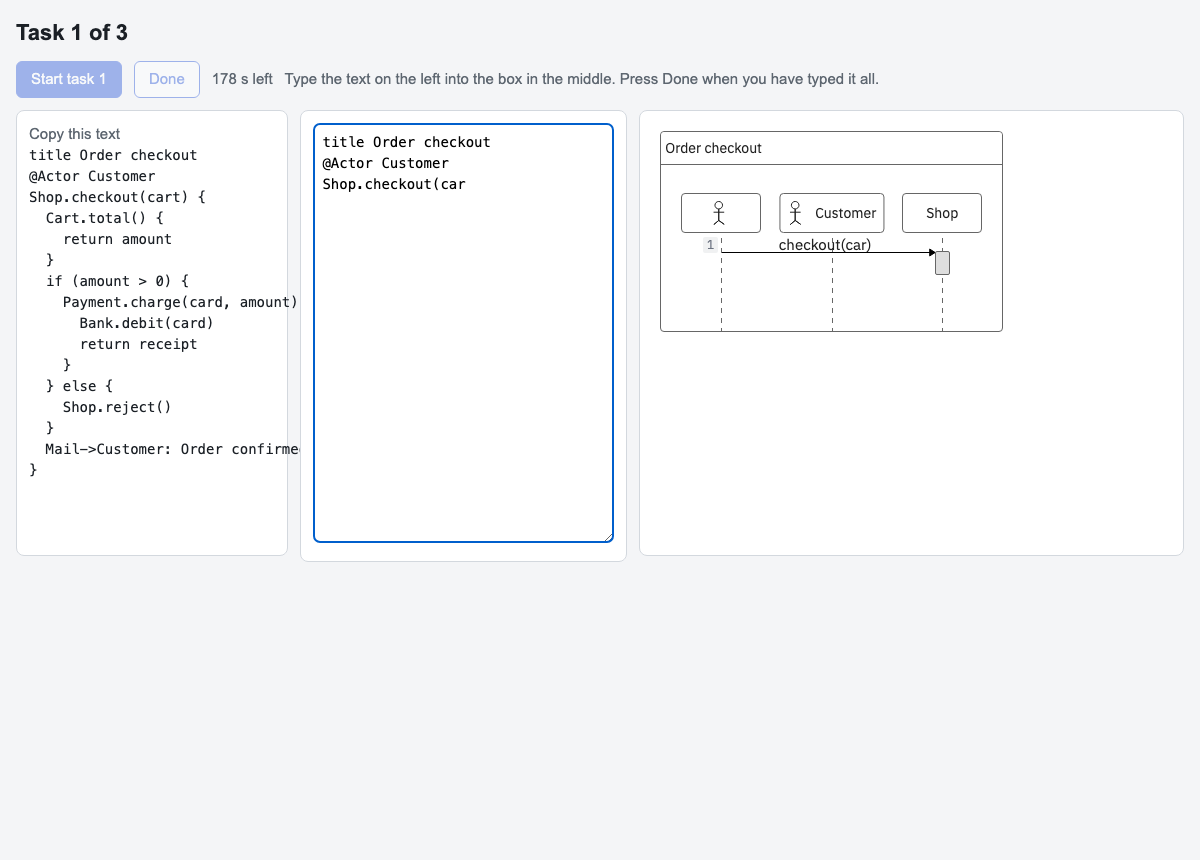 Task 1 of 3
Start task 1
Done
178 s left
Type the text on the left into the box in the middle. Press Done when you have typed it all.
Copy this text
title Order checkout
@Actor Customer
Shop.checkout(cart) {
  Cart.total() {
    return amount
  }
  if (amount > 0) {
    Payment.charge(card, amount)
      Bank.debit(card)
      return receipt
    }
  } else {
    Shop.reject()
  }
  Mail->Customer: Order confirme
}
title Order checkout
@Actor Customer
Shop.checkout(car
Order checkout
Customer
Shop
1
checkout(car)